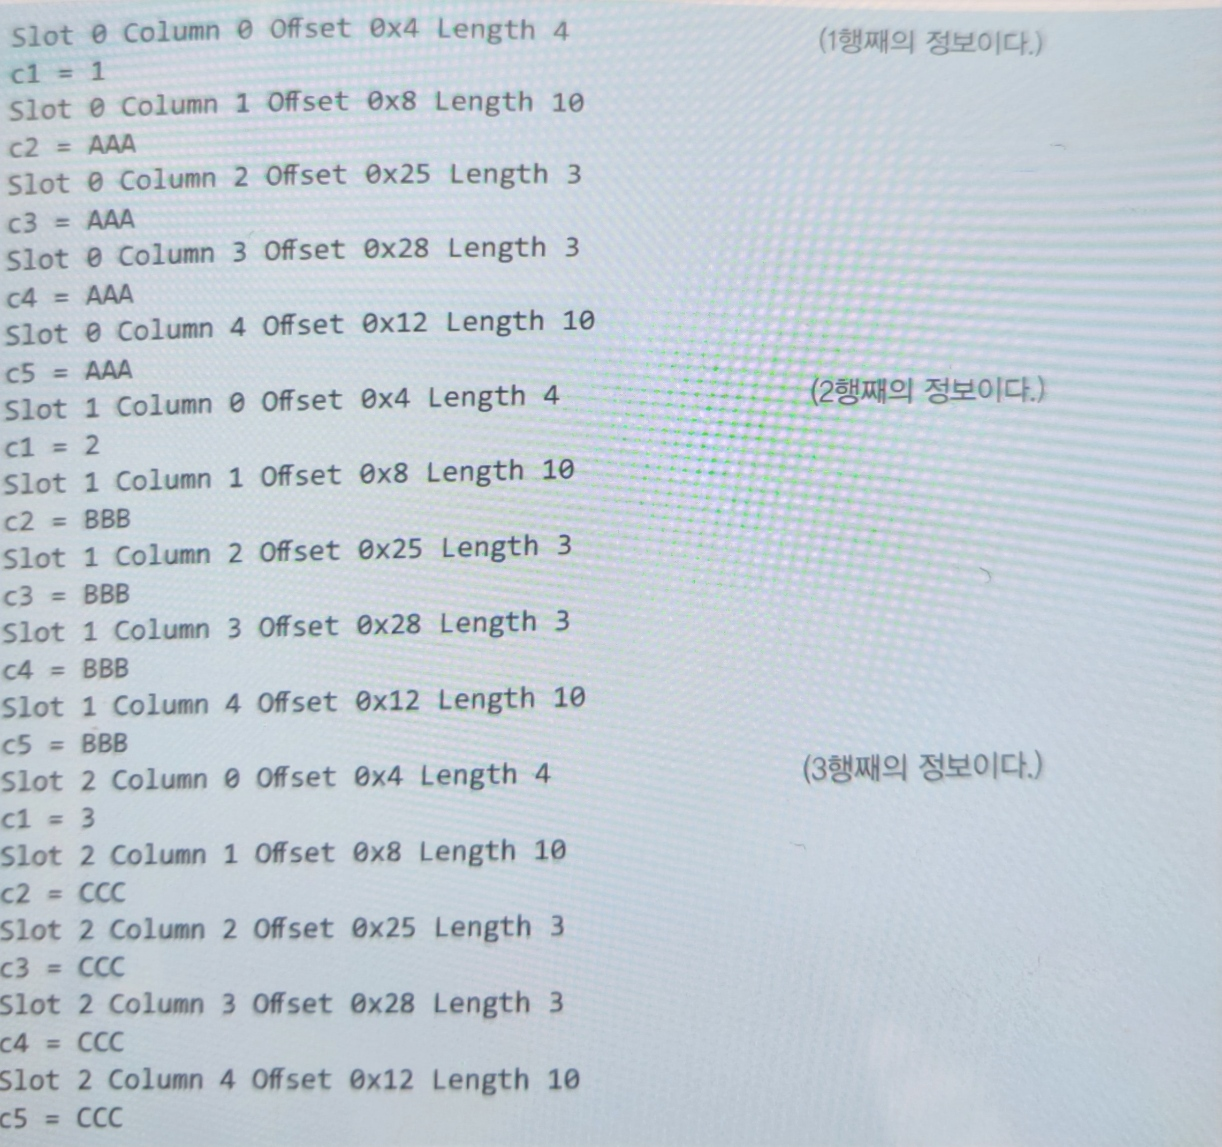 Slot 0 Column 0 Offset 0x4 Length 4 (1행째의 정보이다.)
c1 = 1
Slot 0 Column 1 Offset 0x8 Length 10
c2 = AAA
Slot 0 Column 2 Offset 0x25 Length 3
c3 = AAA
Slot 0 Column 3 Offset 0x28 Length 3
c4 = AAA
Slot 0 Column 4 Offset 0x12 Length 10
c5 = AAA
Slot 1 Column 0 Offset 0x4 Length 4 (2행째의 정보이다.)
c1 = 2
Slot 1 Column 1 Offset 0x8 Length 10
c2 = BBB
Slot 1 Column 2 Offset 0x25 Length 3
c3 = BBB
Slot 1 Column 3 Offset 0x28 Length 3
c4 = BBB
Slot 1 Column 4 Offset 0x12 Length 10
c5 = BBB
Slot 2 Column 0 Offset 0x4 Length 4 (3행째의 정보이다.)
c1 = 3
Slot 2 Column 1 Offset 0x8 Length 10
c2 = CCC
Slot 2 Column 2 Offset 0x25 Length 3
c3 = CCC
Slot 2 Column 3 Offset 0x28 Length 3
c4 = CCC
Slot 2 Column 4 Offset 0x12 Length 10
c5 = CCC